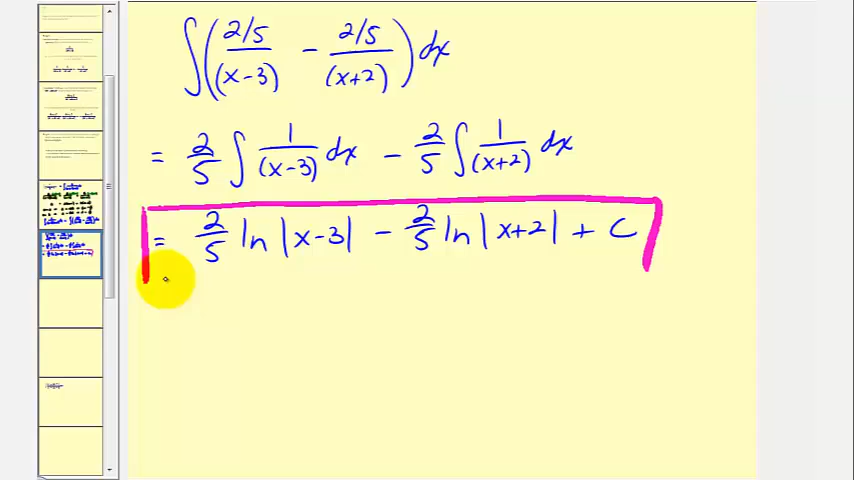 ∫(2/5/(x-3) - 2/5/(x+2))dx
= 2/5 ∫ 1/(x-3) dx - 2/5 ∫ 1/(x+2) dx
= 2/5 ln|x-3| - 2/5 ln|x+2| + C